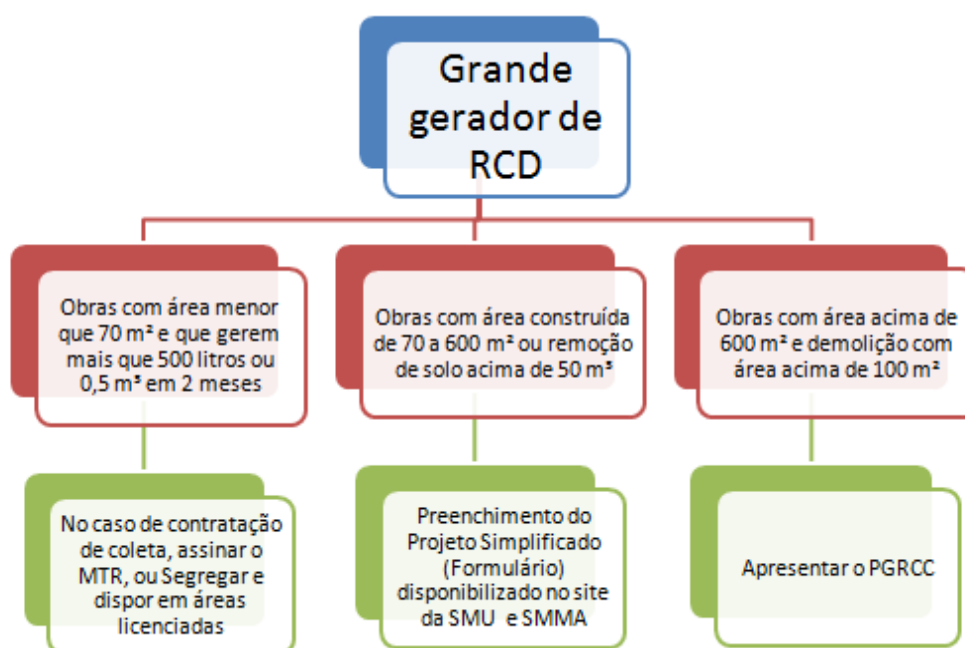 Grande
gerador de
RCD
Obras com área menor
que 70 m² e que gerem
mais que 500 litros ou
0,5 m³ em 2 meses
Obras com área construída
de 70 a 600 m² ou remoção
de solo acima de 50 m³
Obras com área acima de
600 m² e demolição com
área acima de 100 m²
No caso de contratação
de coleta, assinar o
MTR, ou Segregar e
dispor em áreas
licenciadas
Preenchimento do
Projeto Simplificado
(Formulário)
disponibilizado no site
da SMU e SMMA
Apresentar o PGRCC